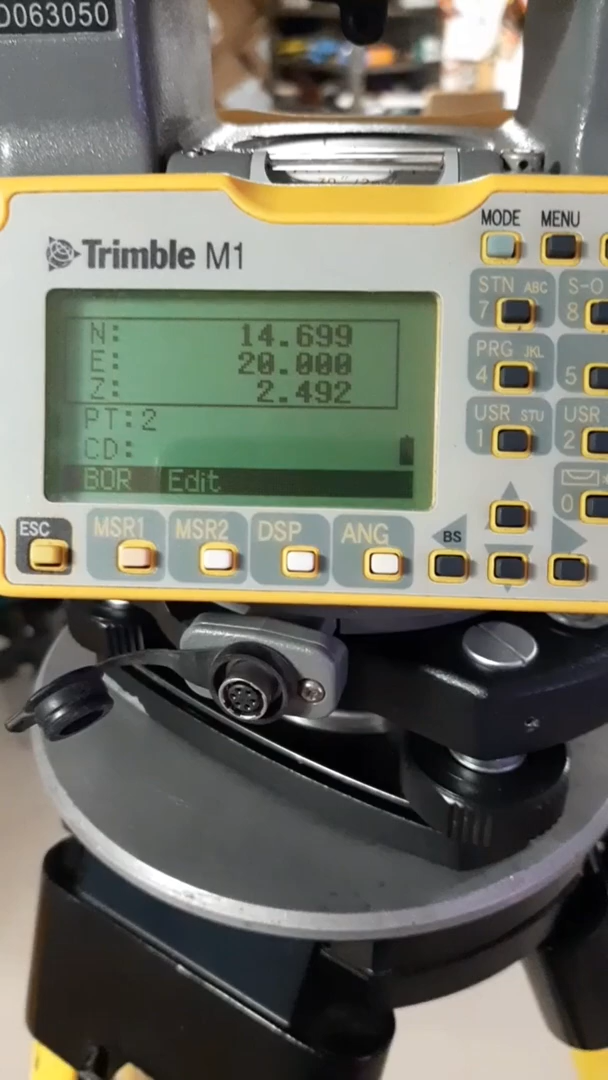 D063050
Trimble M1
MODE MENU
N: 14.699
E: 20.000
Z: 2.492
PT:2
CD:
BOR Edit
STN ABC
7
S-O
8
PRG JKL
4
5
USR STU
1
USR
2
0
ESC
MSR1
MSR2
DSP
ANG
BS